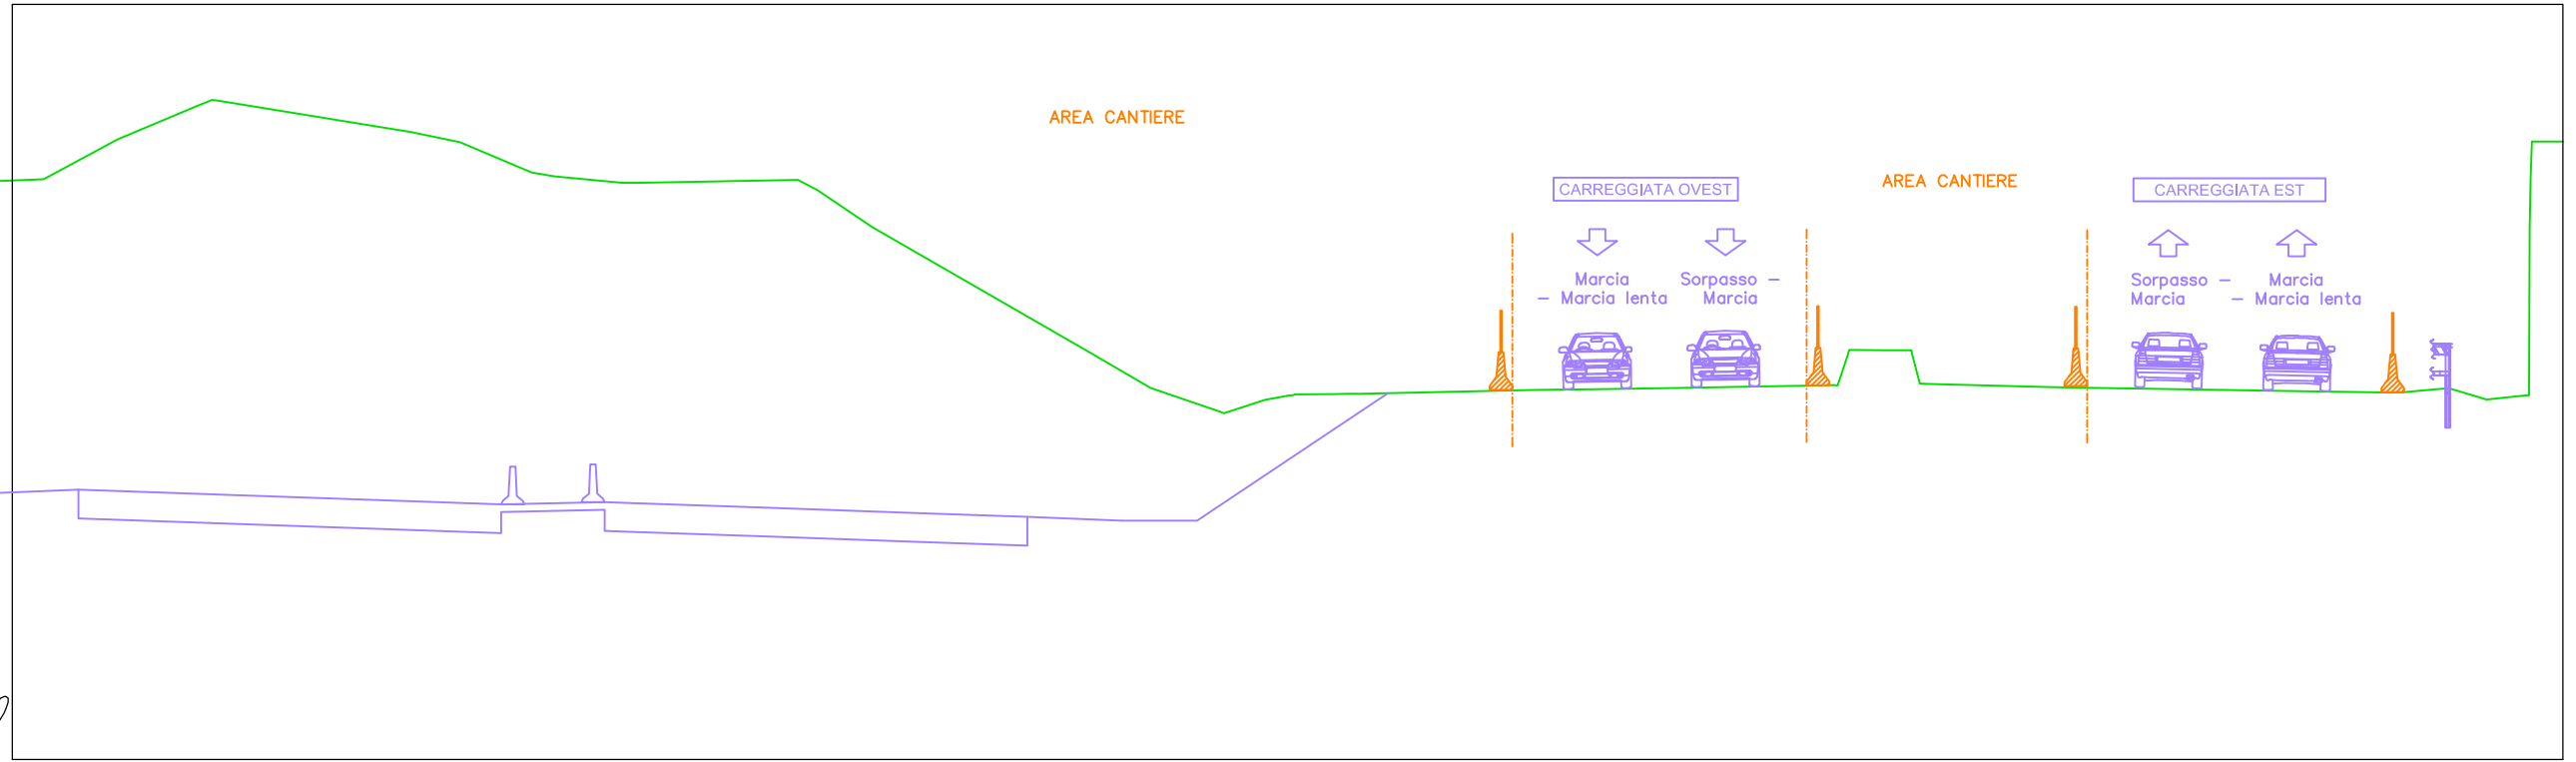 AREA CANTIERE
CARREGGIATA OVEST
Marcia
- Marcia lenta
Sorpasso -
Marcia
AREA CANTIERE
CARREGGIATA EST
Sorpasso -
Marcia
Marcia
- Marcia lenta